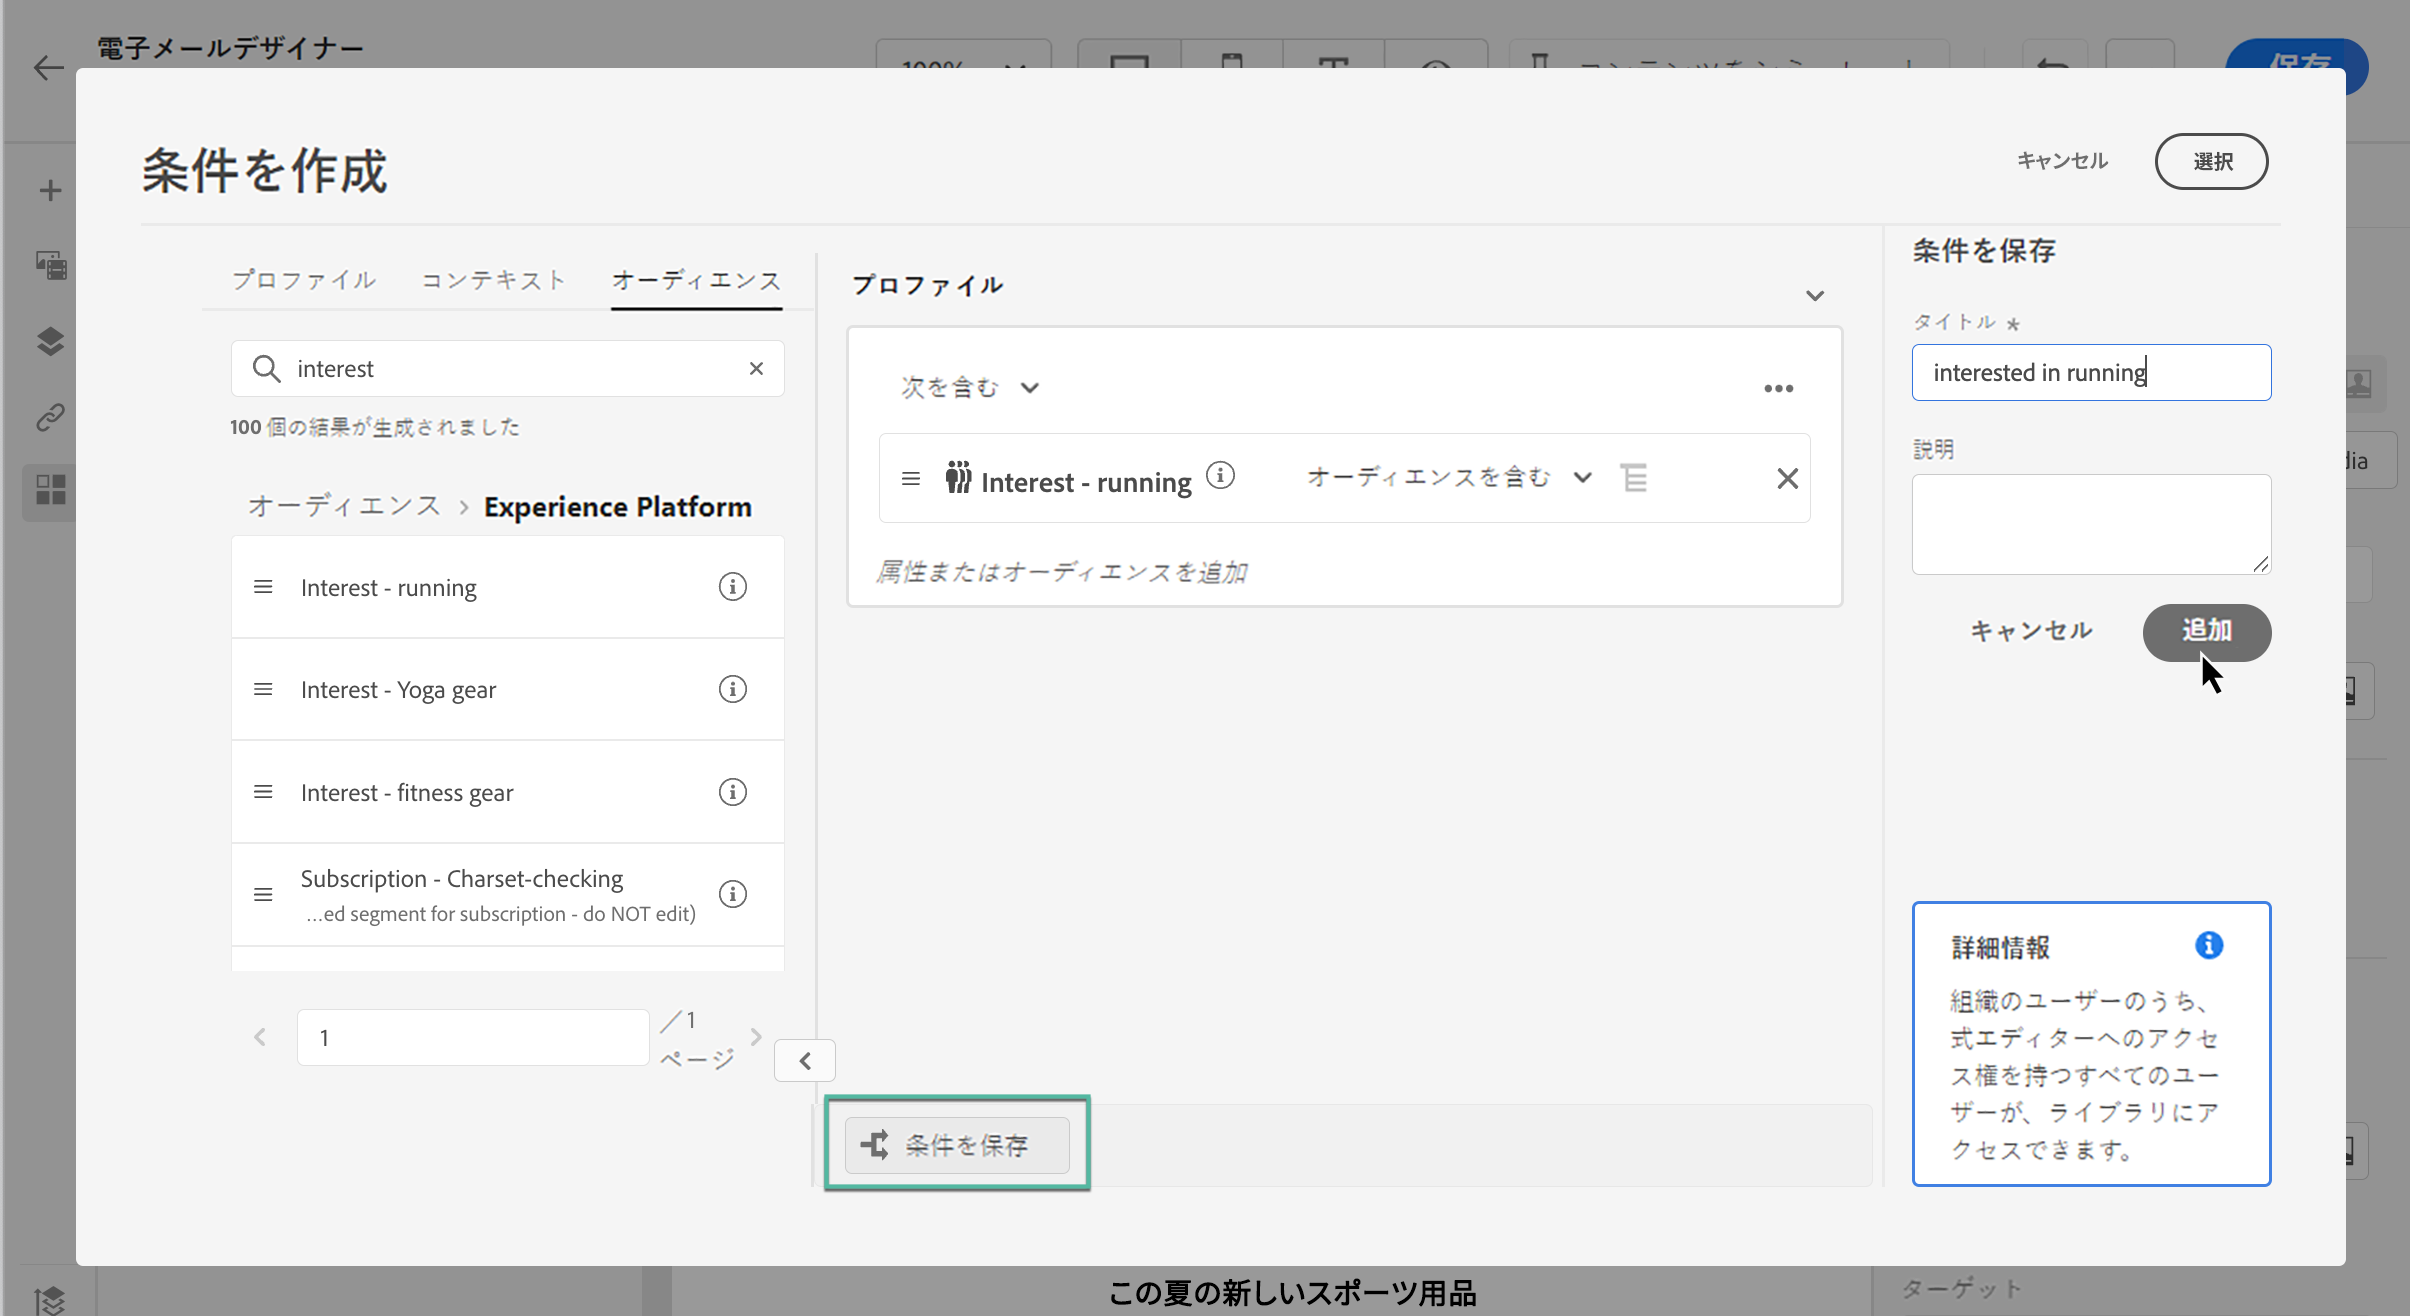 電子メールデザイナー
100%
保存
条件を作成
キャンセル
選択
プロファイル
コンテキスト
オーディエンス
interest
100 個の結果が生成されました
オーディエンス > Experience Platform
Interest - running
Interest - Yoga gear
Interest - fitness gear
Subscription - Charset-checking
...ed segment for subscription - do NOT edit)
1
／1
ページ
プロファイル
次を含む
Interest - running
オーディエンスを含む
属性またはオーディエンスを追加
条件を保存
条件を保存
タイトル *
interested in running
説明
キャンセル
追加
詳細情報
組織のユーザーのうち、
式エディターへのアクセ
ス権を持つすべてのユー
ザーが、ライブラリにア
クセスできます。
dia
この夏の新しいスポーツ用品
ターゲット